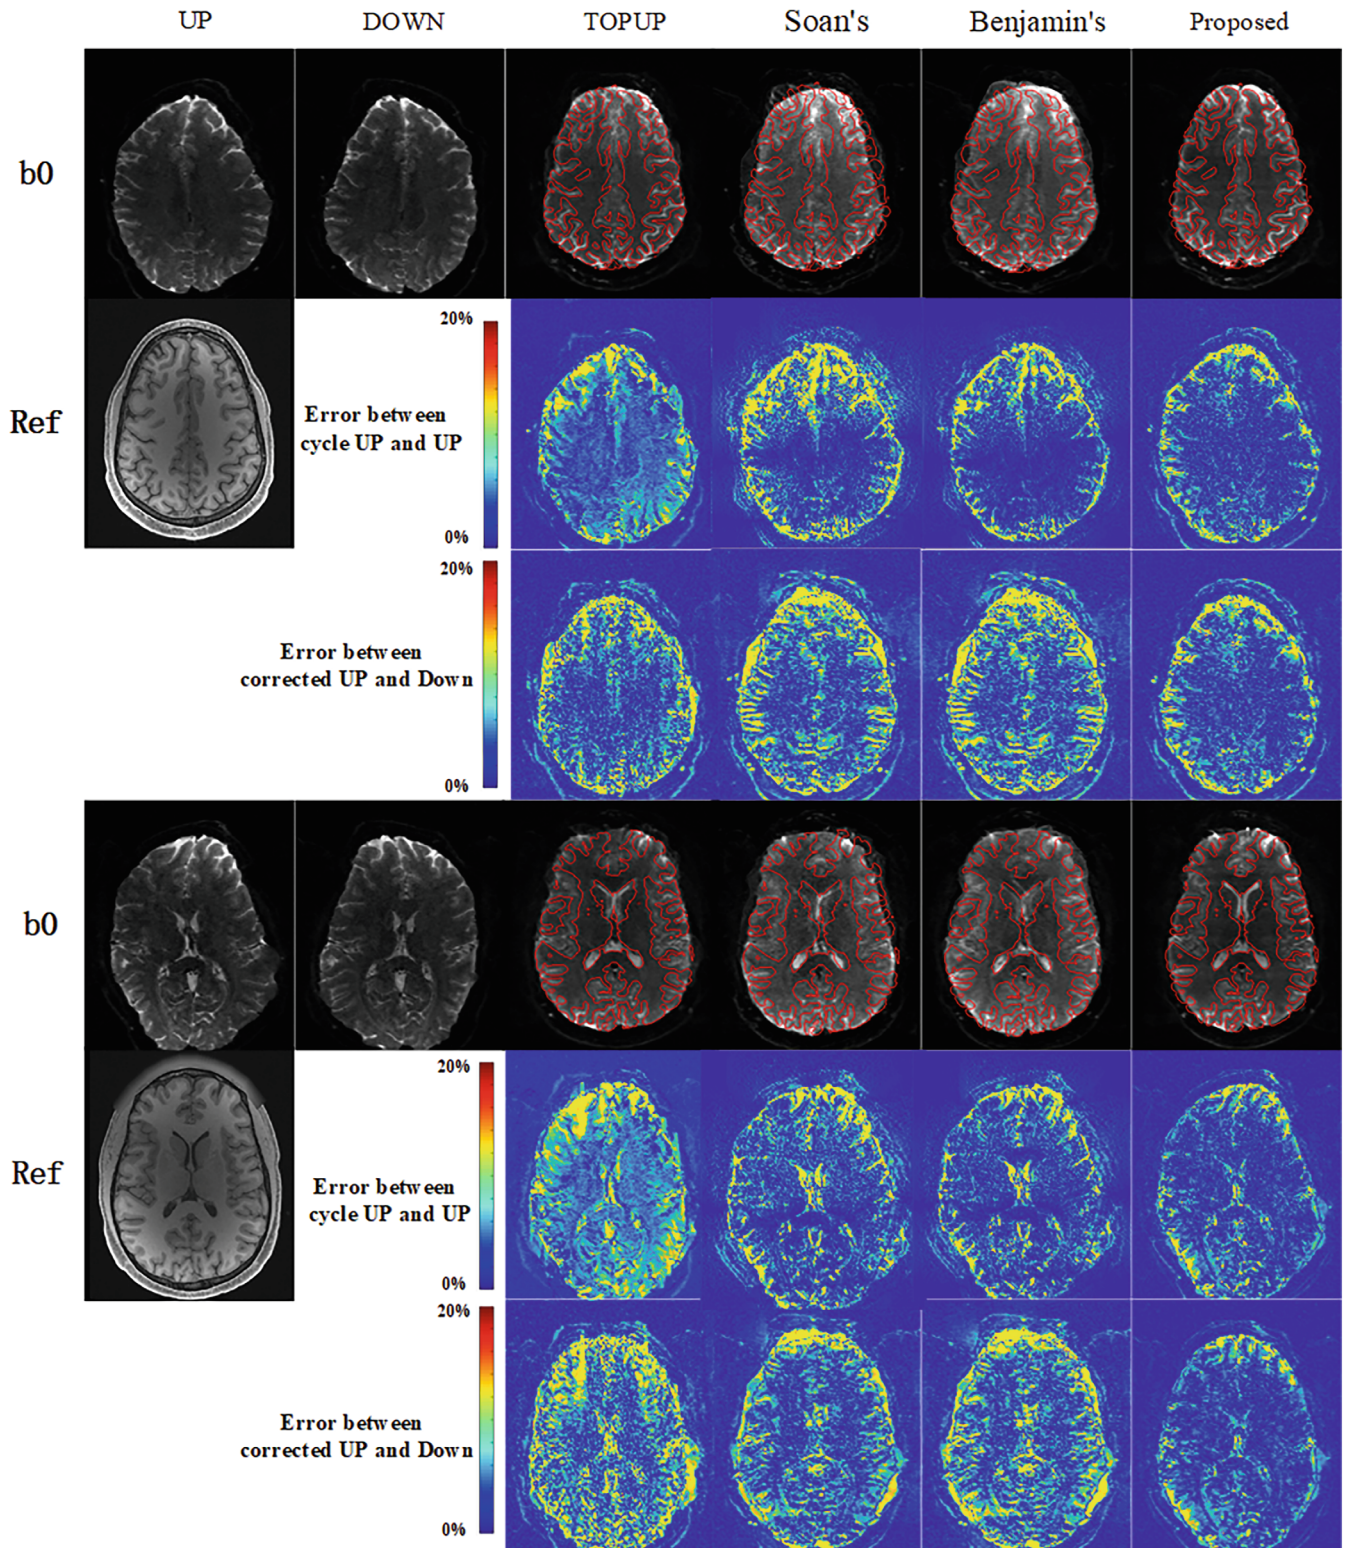 UP DOWN TOPUP Soan's Benjamin's Proposed
b0
20%
Ref
Error between
cycle UP and UP
0%
20%
Error between
corrected UP and Down
0%
b0
20%
Ref
Error between
cycle UP and UP
0%
20%
Error between
corrected UP and Down
0%